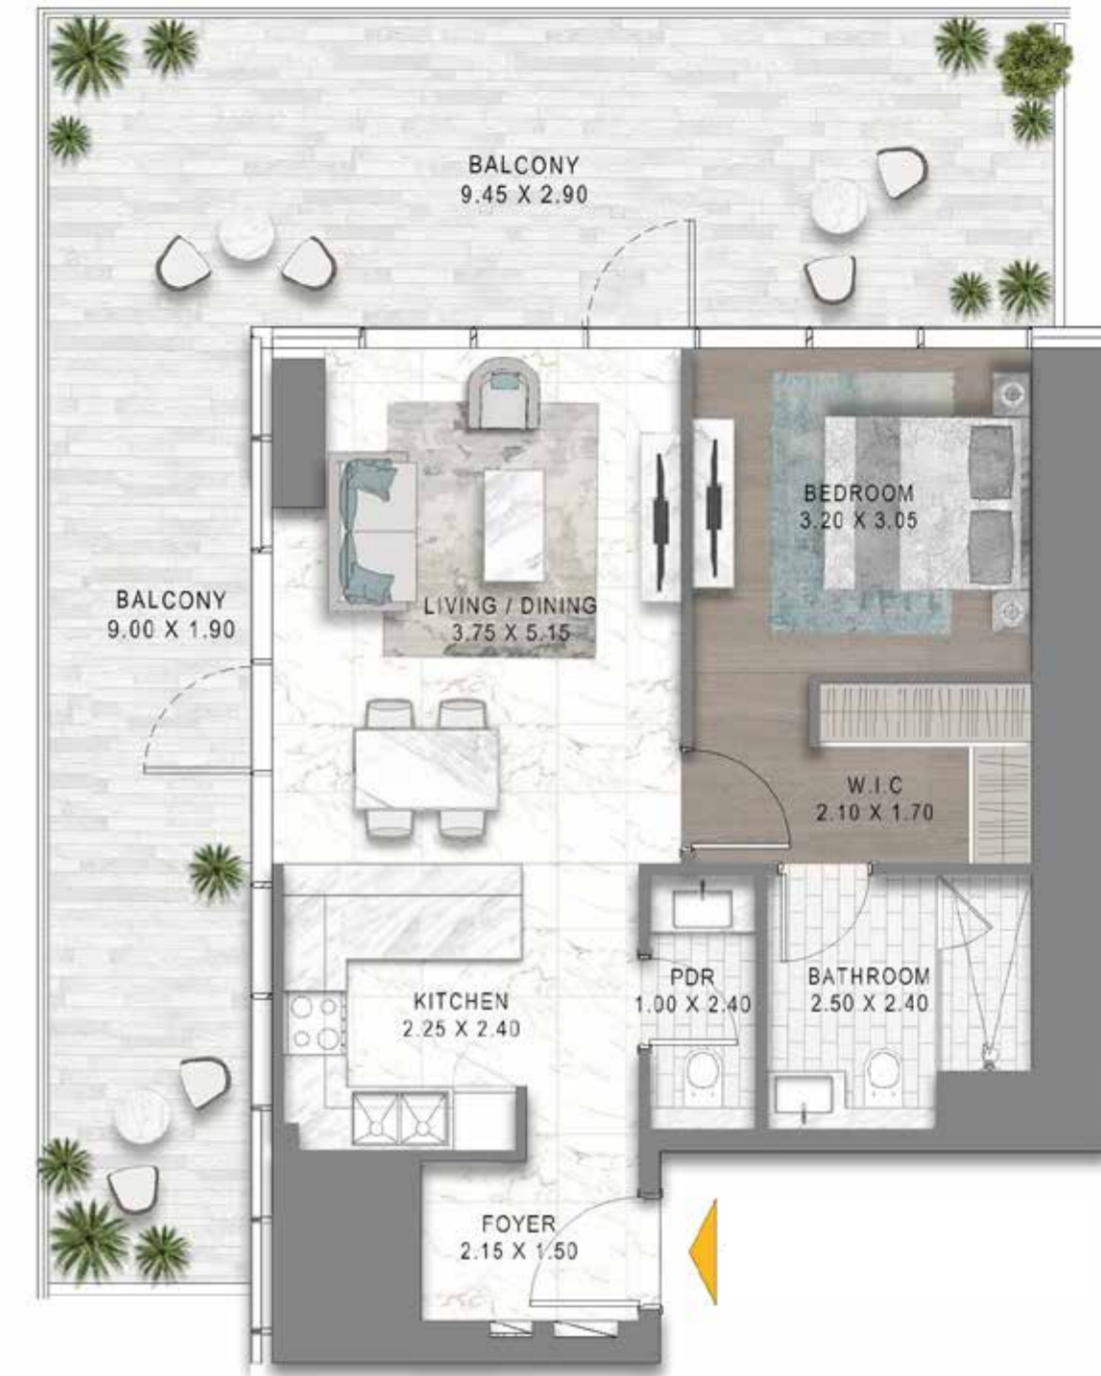 BALCONY
9.45 X 2.90
BEDROOM
3.20 X 3.05
BALCONY
9.00 X 1.90
LIVING / DINING
3.75 X 5.15
W.I.C
2.10 X 1.70
KITCHEN
2.25 X 2.40
PDR
1.00 X 2.40
BATHROOM
2.50 X 2.40
FOYER
2.15 X 1.50